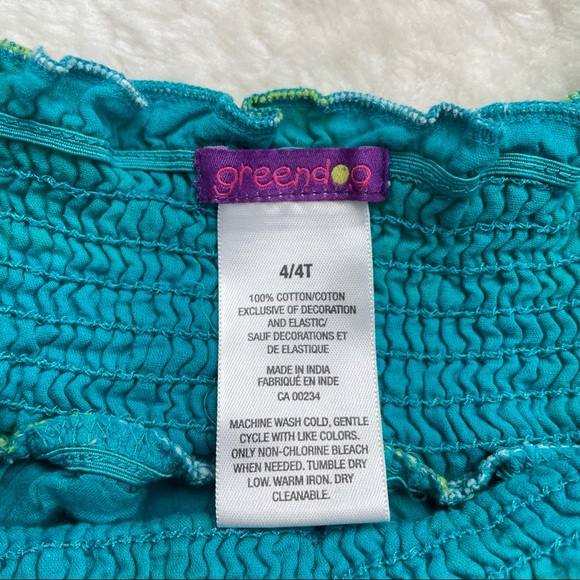 greendog
4/4T
100% COTTON/COTON
EXCLUSIVE OF DECORATION
AND ELASTIC/
SAUF DECORATIONS ET
DE ELASTIQUE
MADE IN INDIA
FABRIQUÉ EN INDE
CA 00234
MACHINE WASH COLD, GENTLE
CYCLE WITH LIKE COLORS.
ONLY NON-CHLORINE BLEACH
WHEN NEEDED. TUMBLE DRY
LOW. WARM IRON. DRY
CLEANABLE.